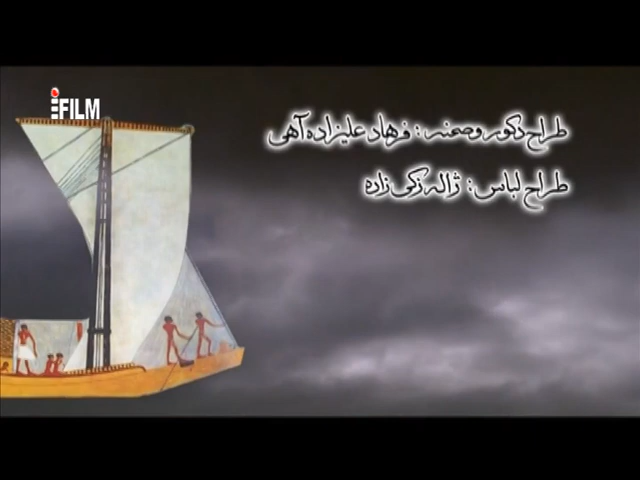 iFILM
طراح دکور و صحنه : فرهاد علیزاده آهی
طراح لباس : ژاله زکی زاده